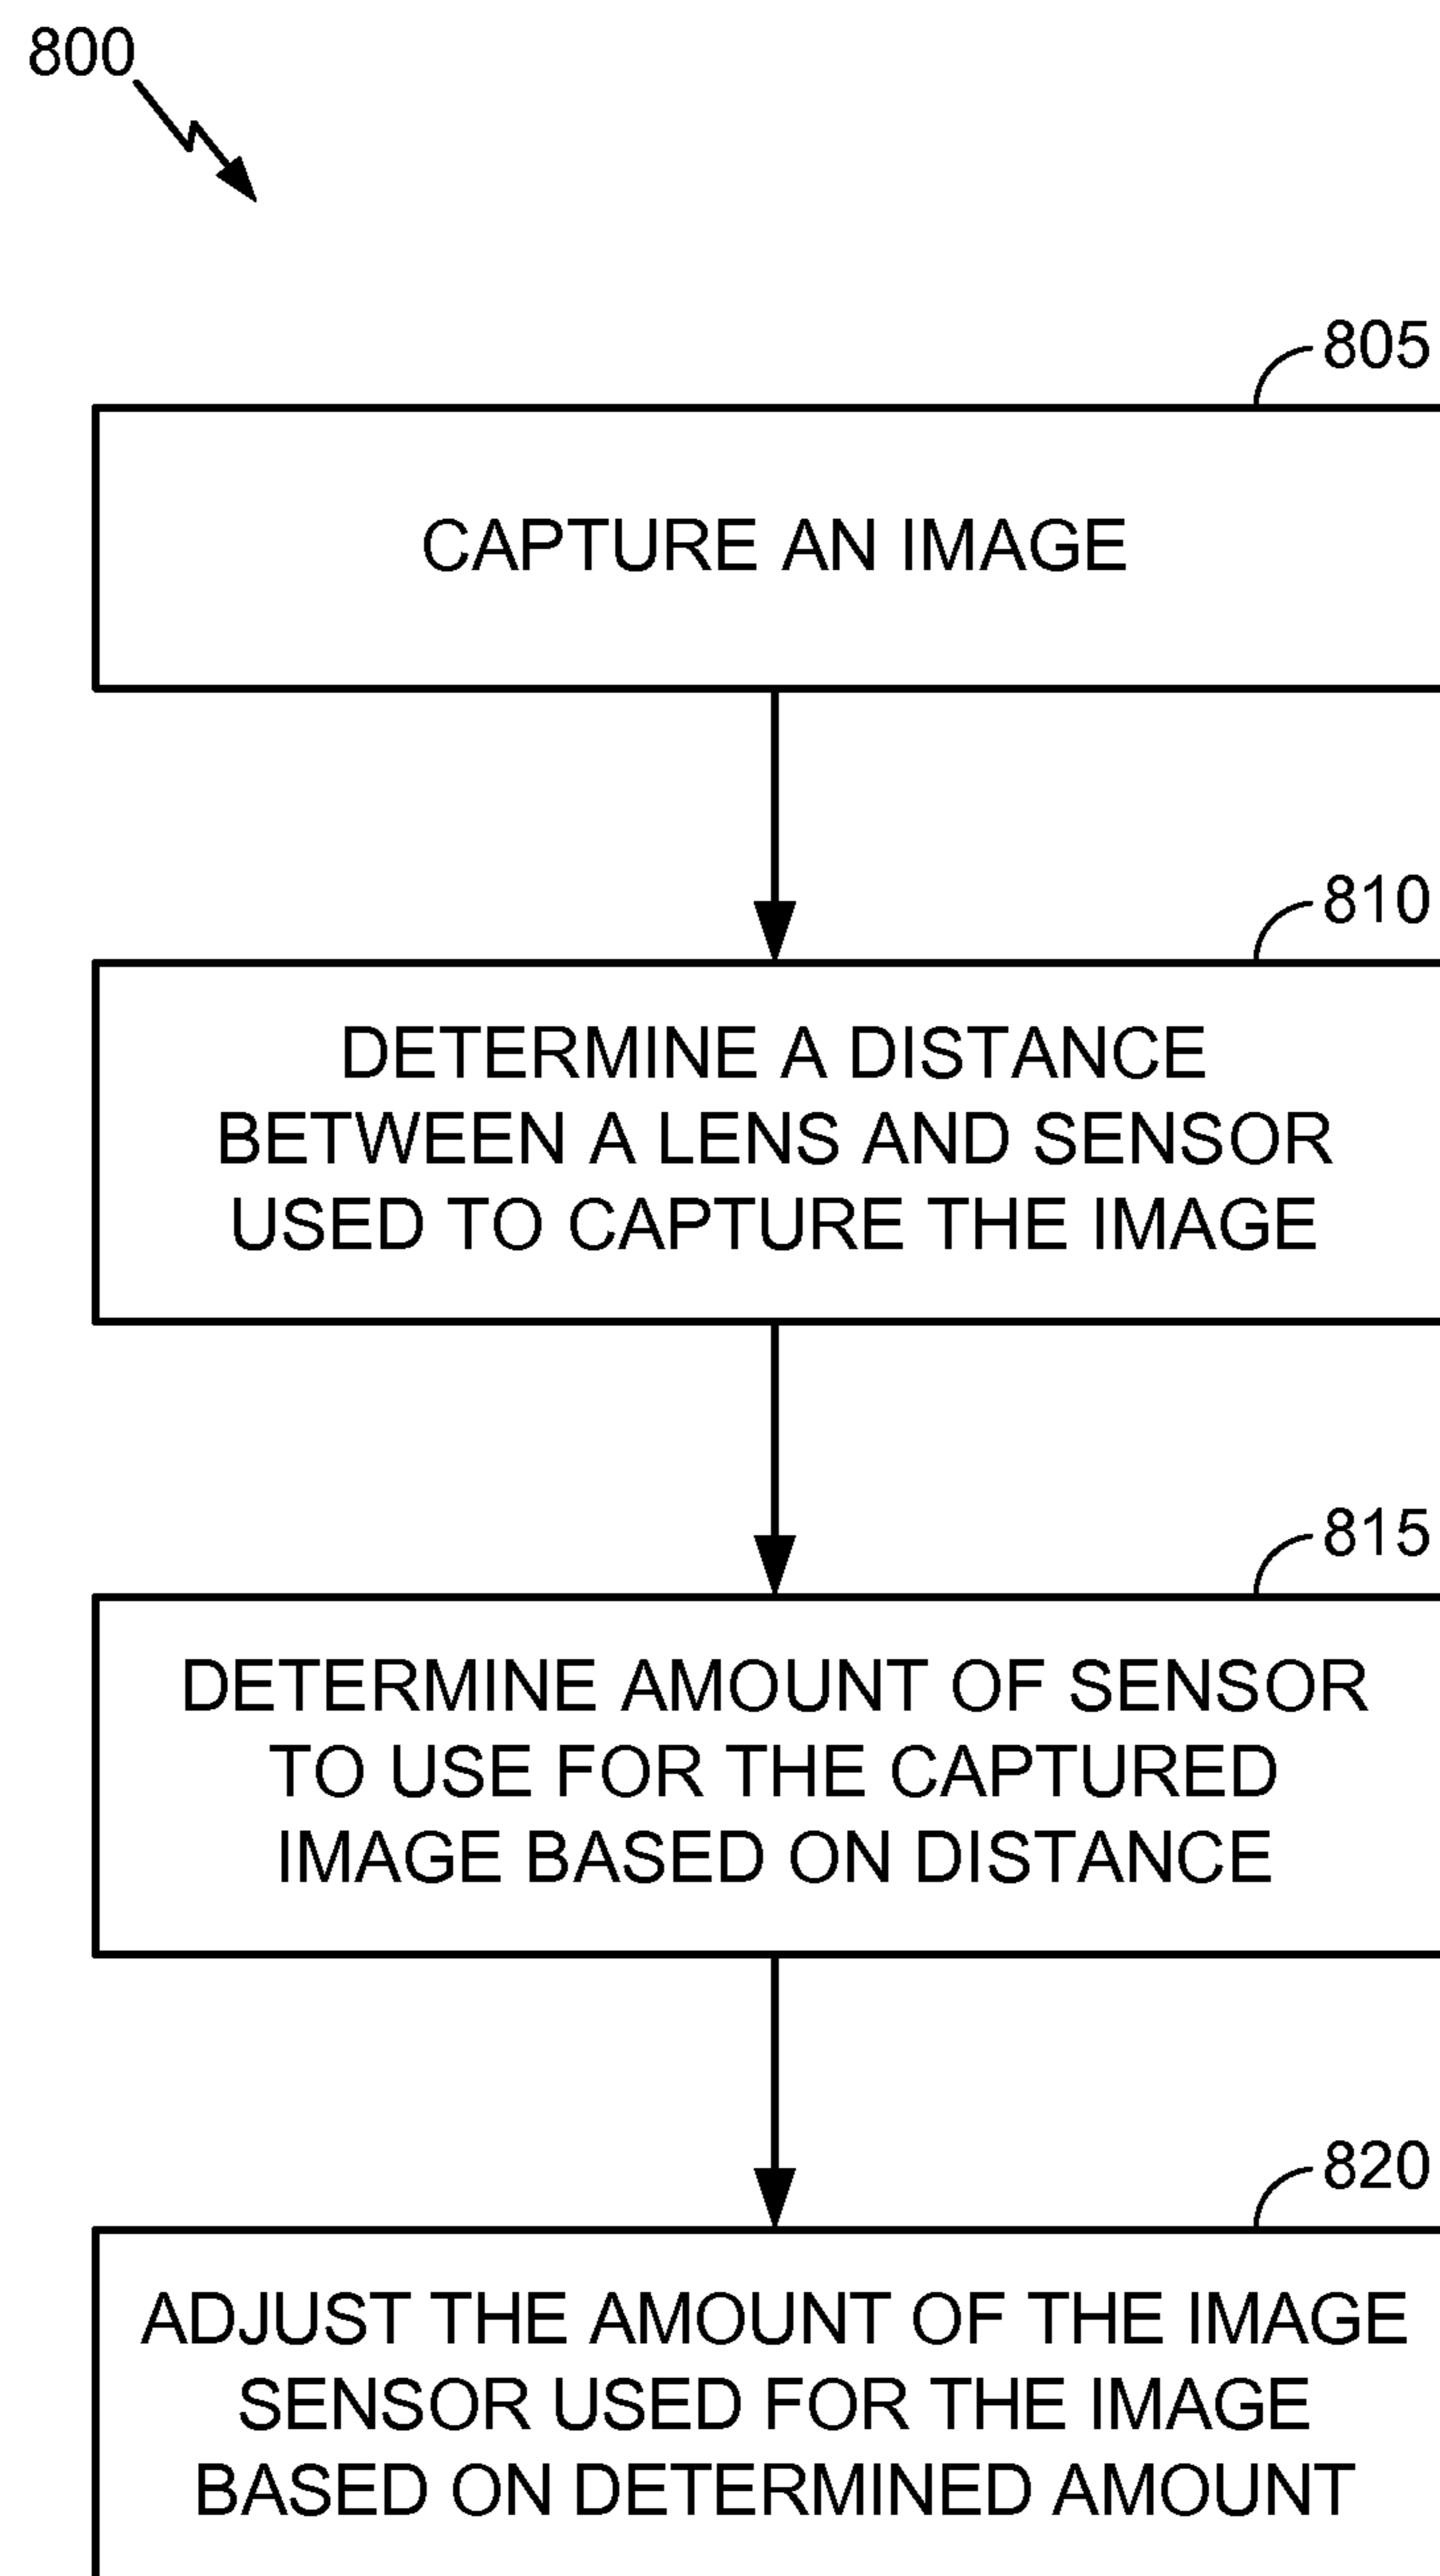 800
805
CAPTURE AN IMAGE
810
DETERMINE A DISTANCE
BETWEEN A LENS AND SENSOR
USED TO CAPTURE THE IMAGE
815
DETERMINE AMOUNT OF SENSOR
TO USE FOR THE CAPTURED
IMAGE BASED ON DISTANCE
820
ADJUST THE AMOUNT OF THE IMAGE
SENSOR USED FOR THE IMAGE
BASED ON DETERMINED AMOUNT